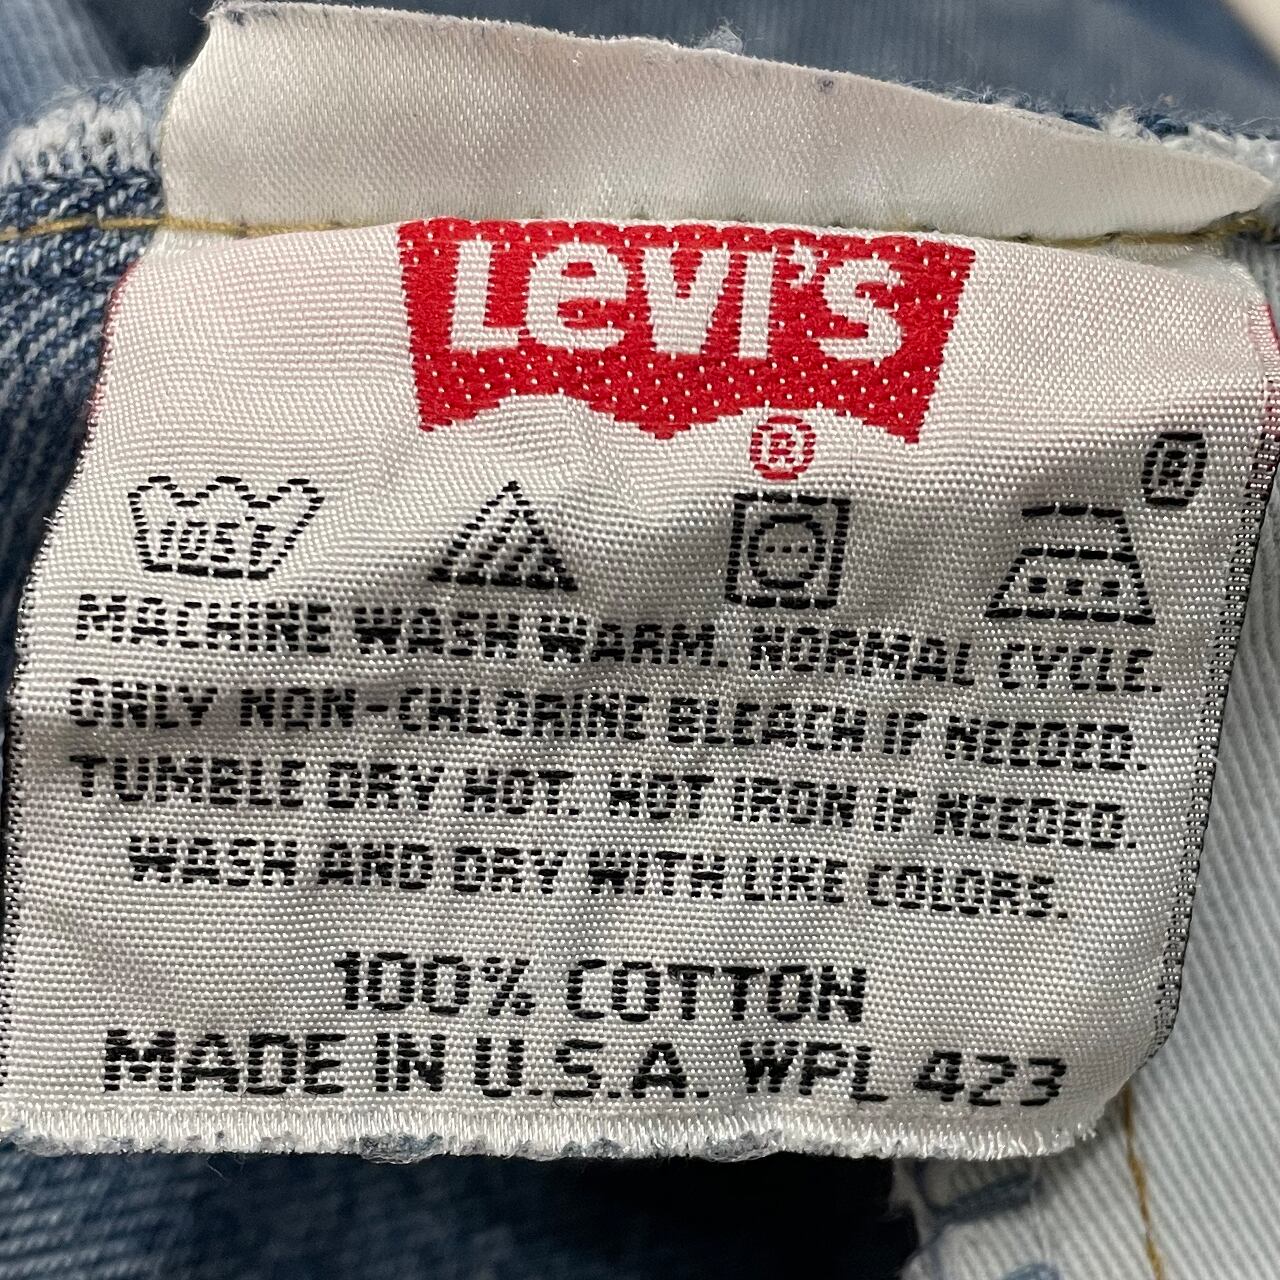 Levi's
®
®
105°F
MACHINE WASH WARM. NORMAL CYCLE.
ONLY NON-CHLORINE BLEACH IF NEEDED.
TUMBLE DRY HOT. HOT IRON IF NEEDED.
WASH AND DRY WITH LIKE COLORS.
100% COTTON
MADE IN U.S.A. WPL 423